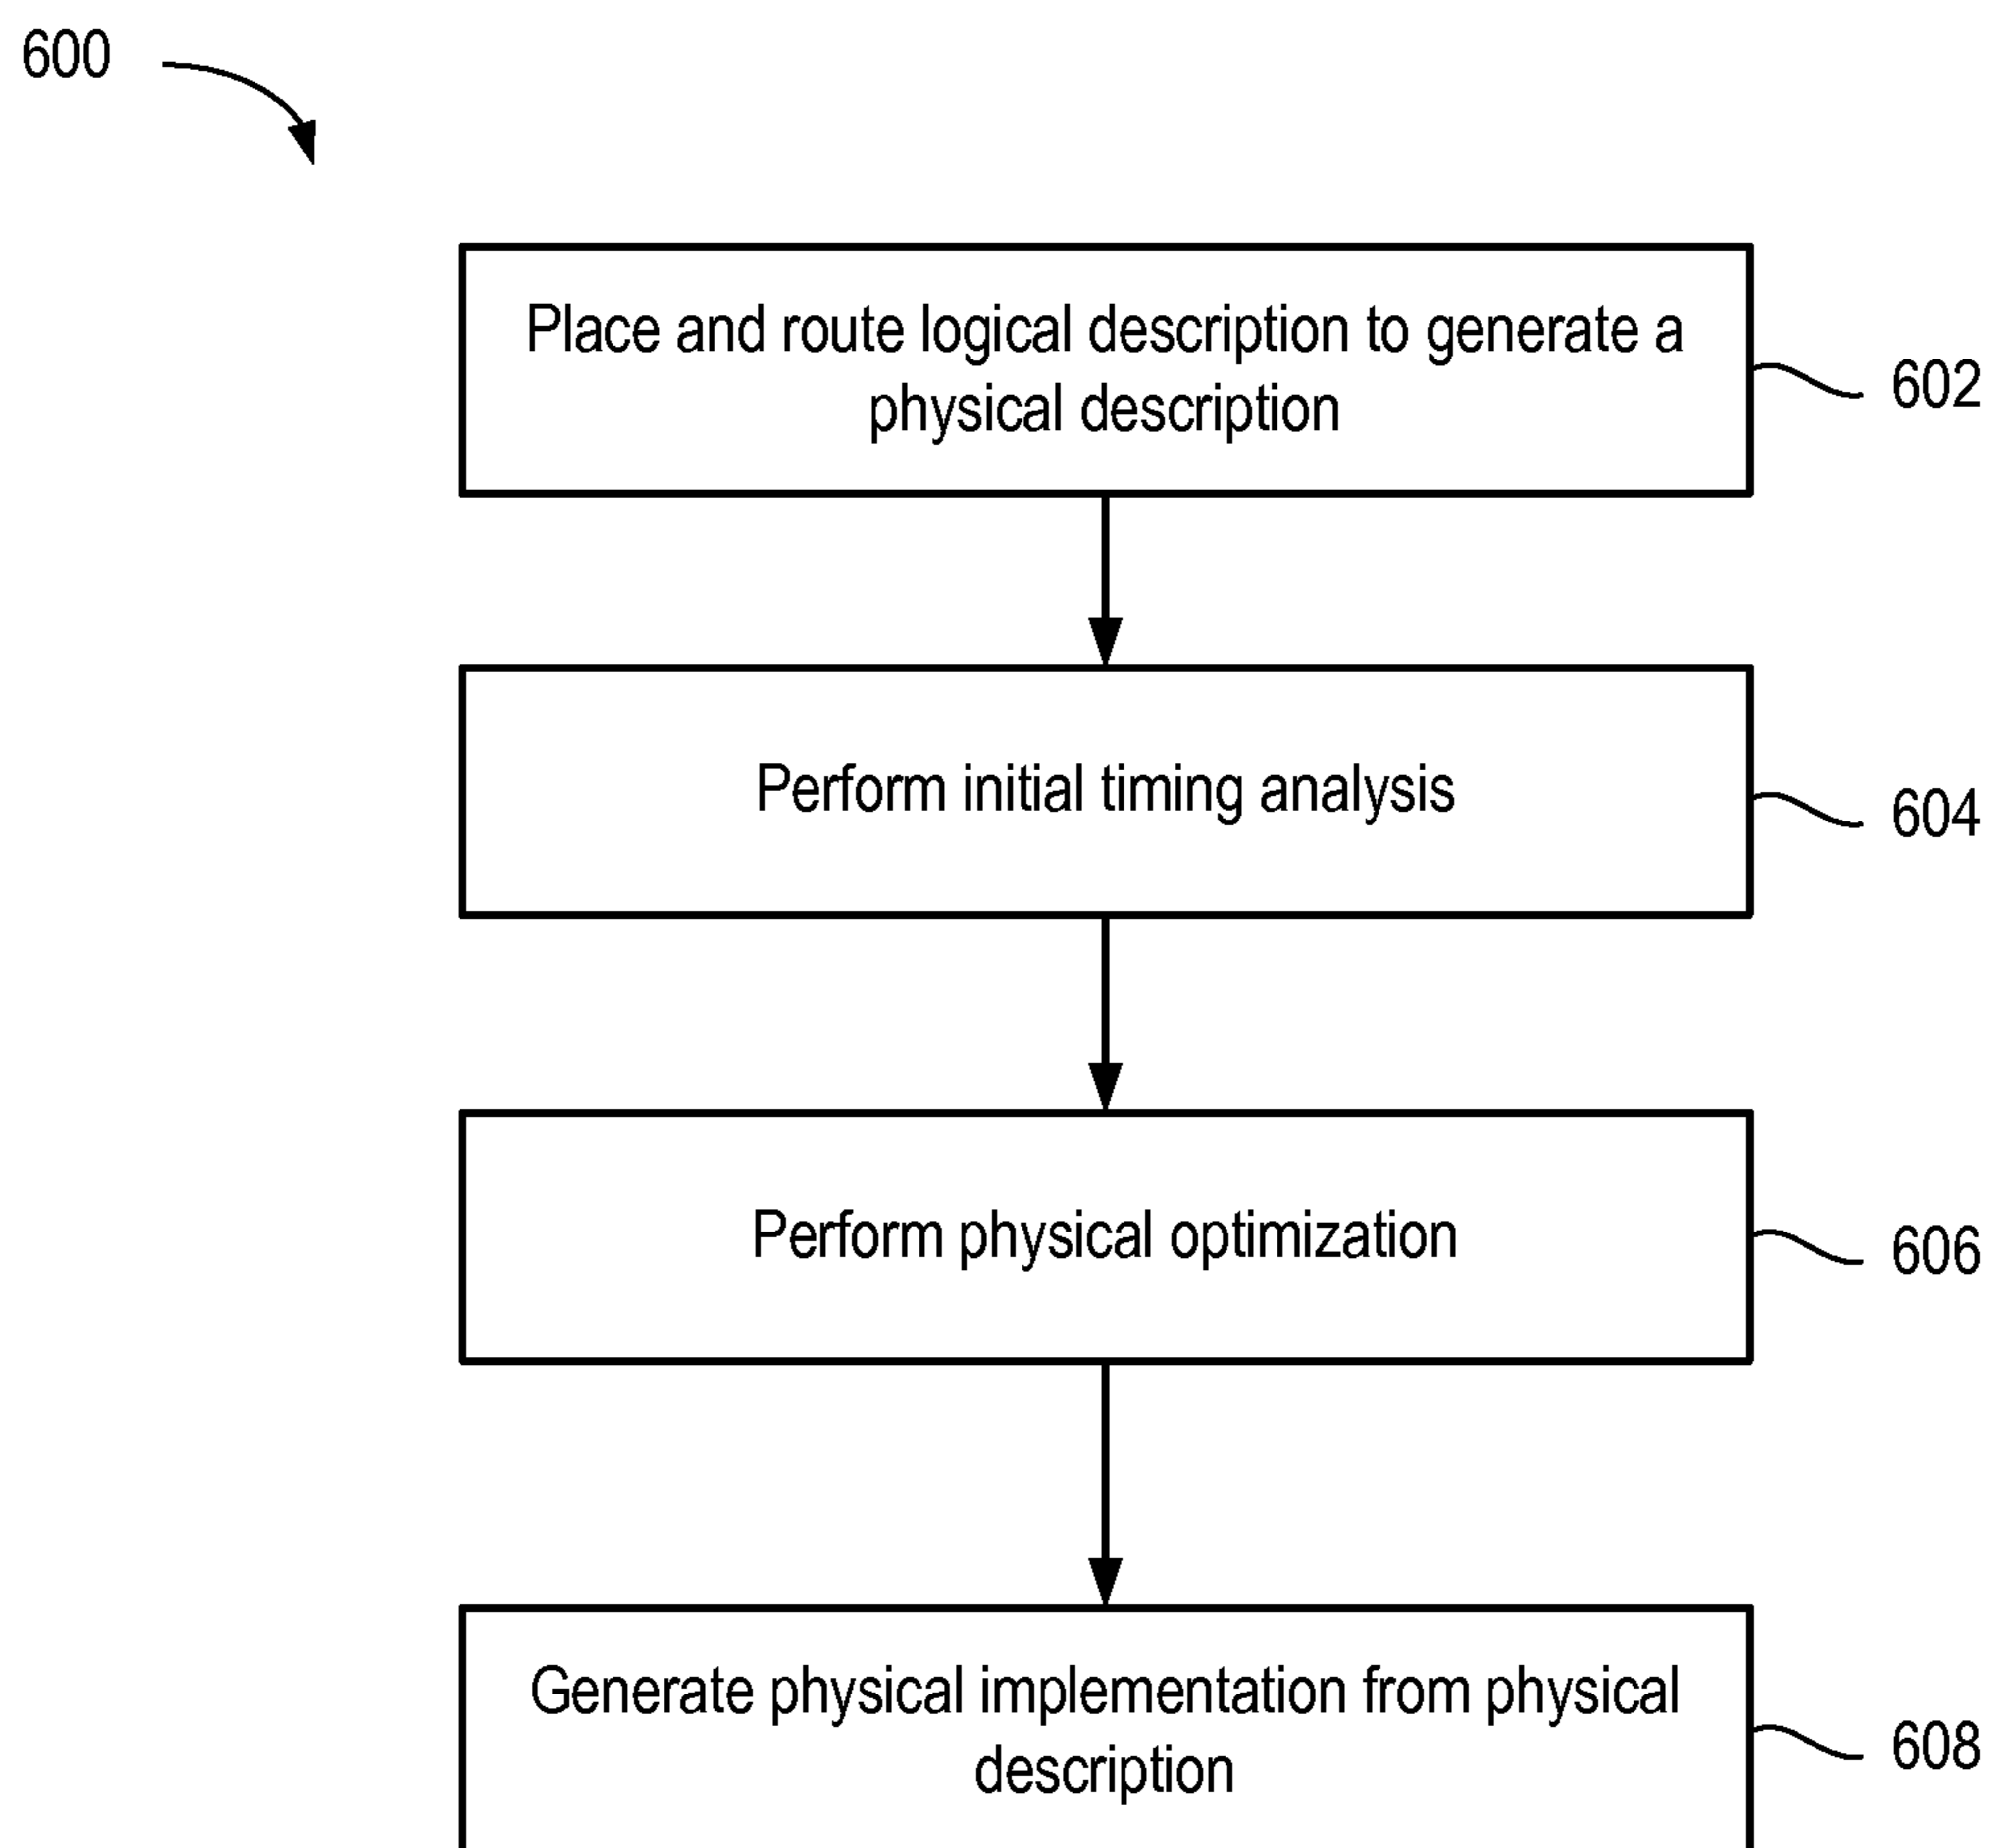 600
Place and route logical description to generate a
physical description
602
Perform initial timing analysis
604
Perform physical optimization
606
Generate physical implementation from physical
description
608